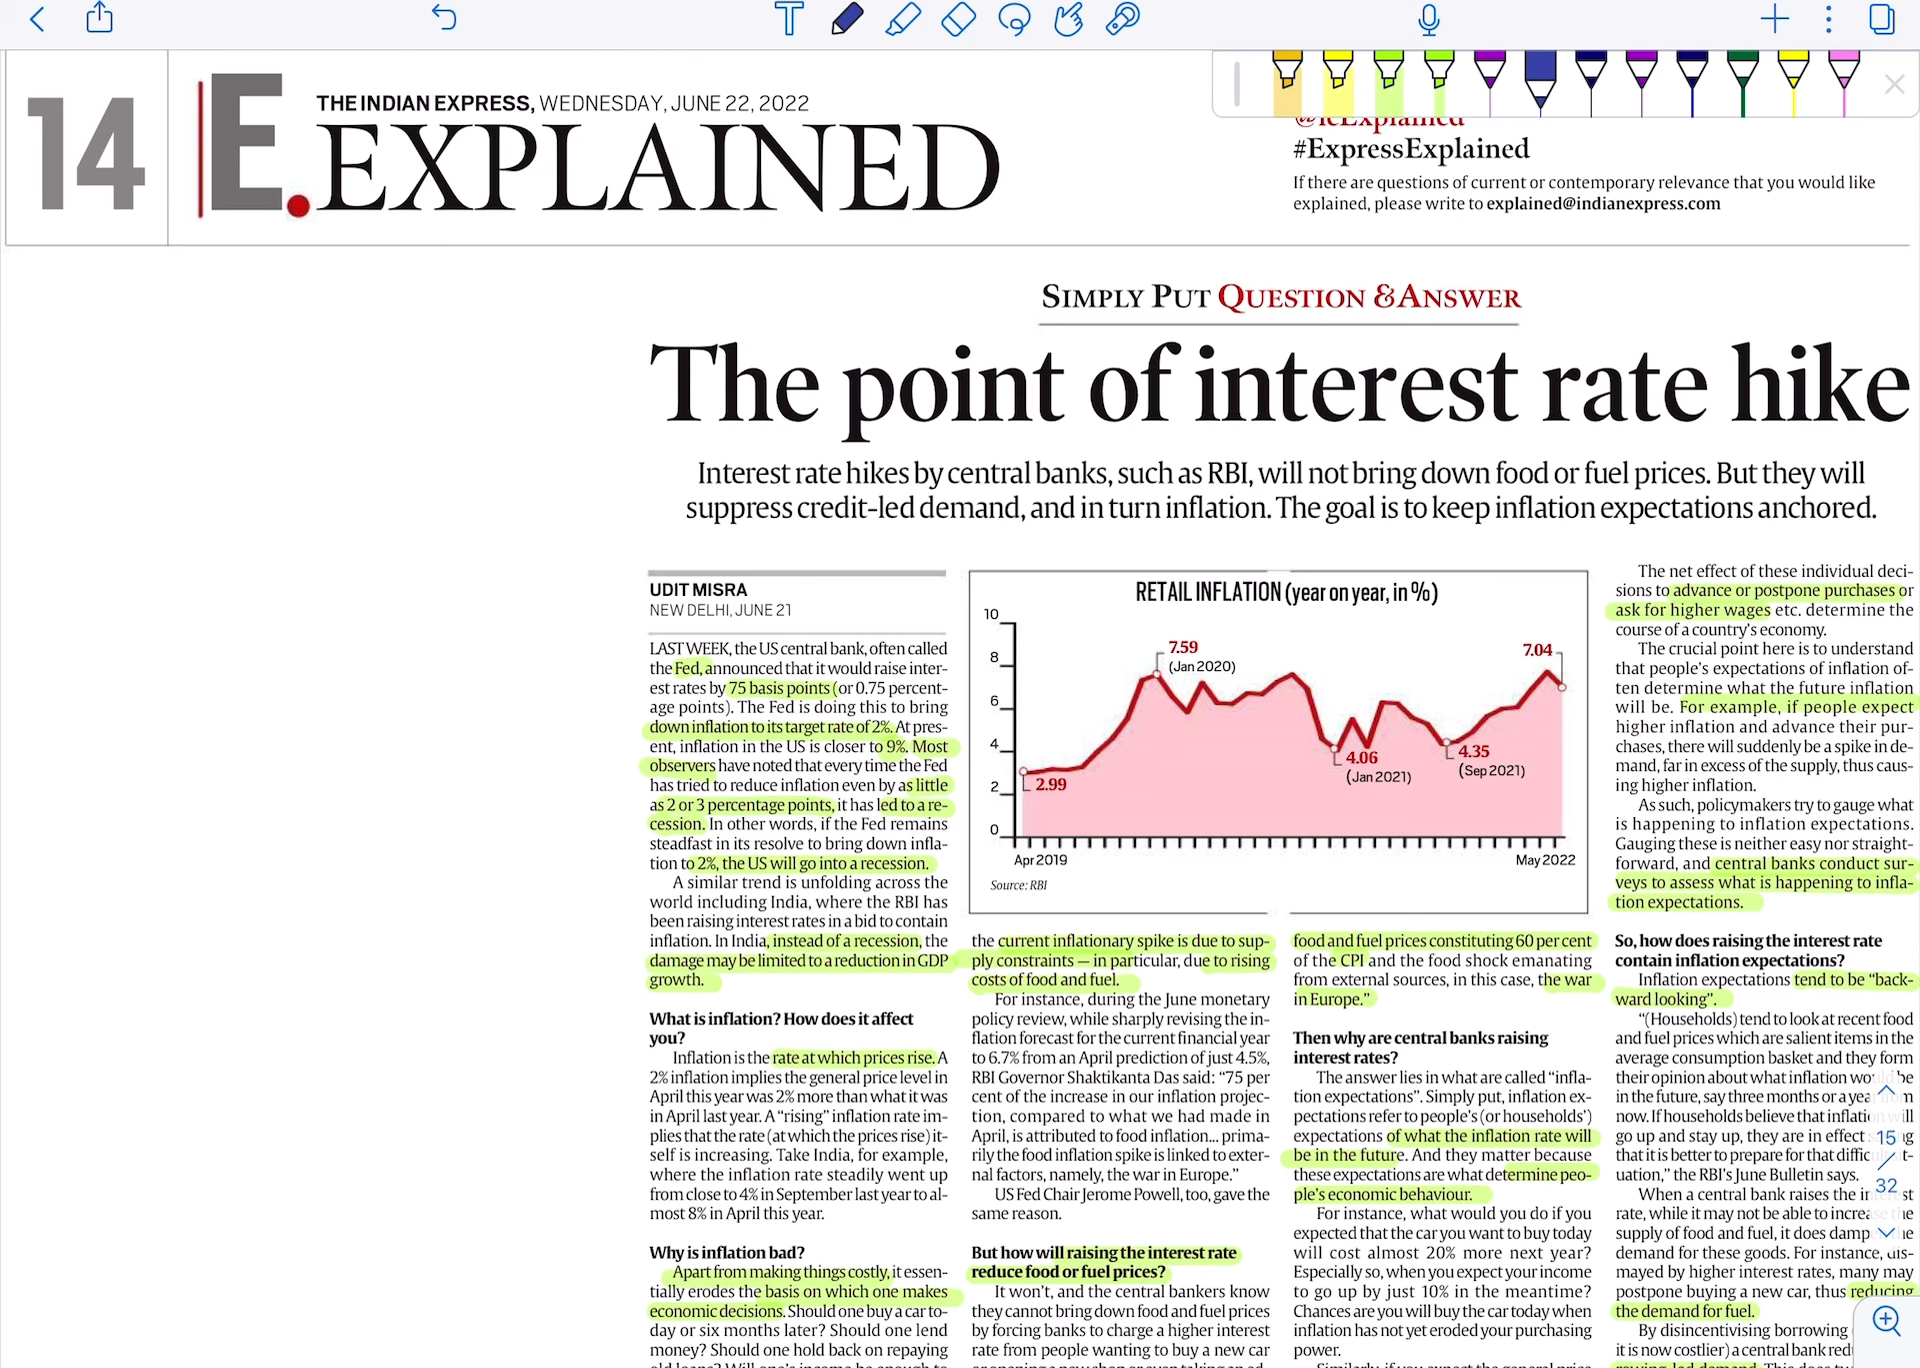 14
E.
THE INDIAN EXPRESS, WEDNESDAY, JUNE 22, 2022
EXPLAINED
@ieExplained
#ExpressExplained
If there are questions of current or contemporary relevance that you would like
explained, please write to explained@indianexpress.com
SIMPLY PUT QUESTION & ANSWER
The point of interest rate hike
Interest rate hikes by central banks, such as RBI, will not bring down food or fuel prices. But they will
suppress credit-led demand, and in turn inflation. The goal is to keep inflation expectations anchored.
UDIT MISRA
NEW DELHI, JUNE 21
LAST WEEK, the US central bank, often called
the Fed, announced that it would raise inter-
est rates by 75 basis points (or 0.75 percent-
age points). The Fed is doing this to bring
down inflation to its target rate of 2%. At pres-
ent, inflation in the US is closer to 9%. Most
observers have noted that every time the Fed
has tried to reduce inflation even by as little
as 2 or 3 percentage points, it has led to a re-
cession. In other words, if the Fed remains
steadfast in its resolve to bring down infla-
tion to 2%, the US will go into a recession.
A similar trend is unfolding across the
world including India, where the RBI has
been raising interest rates in a bid to contain
inflation. In India, instead of a recession, the
damage may be limited to a reduction in GDP
growth.
What is inflation? How does it affect
you?
Inflation is the rate at which prices rise. A
2% inflation implies the general price level in
April this year was 2% more than what it was
in April last year. A "rising" inflation rate im-
plies that the rate (at which the prices rise) it-
self is increasing. Take India, for example,
where the inflation rate steadily went up
from close to 4% in September last year to al-
most 8% in April this year.
Why is inflation bad?
Apart from making things costly, it essen-
tially erodes the basis on which one makes
economic decisions. Should one buy a car to-
day or six months later? Should one lend
money? Should one hold back on repaying
old loans? Will one's income be enough to
RETAIL INFLATION (year on year, in %)
10
8
6
4
2
0
2.99
7.59
(Jan 2020)
4.06
(Jan 2021)
4.35
(Sep 2021)
7.04
Apr 2019
May 2022
Source: RBI
the current inflationary spike is due to sup-
ply constraints — in particular, due to rising
costs of food and fuel.
For instance, during the June monetary
policy review, while sharply revising the in-
flation forecast for the current financial year
to 6.7% from an April prediction of just 4.5%,
RBI Governor Shaktikanta Das said: "75 per
cent of the increase in our inflation projec-
tion, compared to what we had made in
April, is attributed to food inflation... prima-
rily the food inflation spike is linked to exter-
nal factors, namely, the war in Europe."
US Fed Chair Jerome Powell, too, gave the
same reason.
But how will raising the interest rate
reduce food or fuel prices?
It won't, and the central bankers know
they cannot bring down food and fuel prices
by forcing banks to charge a higher interest
rate from people wanting to buy a new car
food and fuel prices constituting 60 per cent
of the CPI and the food shock emanating
from external sources, in this case, the war
in Europe."
Then why are central banks raising
interest rates?
The answer lies in what are called "infla-
tion expectations". Simply put, inflation ex-
pectations refer to people's (or households')
expectations of what the inflation rate will
be in the future. And they matter because
these expectations are what determine peo-
ple's economic behaviour.
For instance, what would you do if you
expected that the car you want to buy today
will cost almost 20% more next year?
Especially so, when you expect your income
to go up by just 10% in the meantime?
Chances are you will buy the car today when
inflation has not yet eroded your purchasing
power.
The net effect of these individual deci-
sions to advance or postpone purchases or
ask for higher wages etc. determine the
course of a country's economy.
The crucial point here is to understand
that people's expectations of inflation of-
ten determine what the future inflation
will be. For example, if people expect
higher inflation and advance their pur-
chases, there will suddenly be a spike in de-
mand, far in excess of the supply, thus caus-
ing higher inflation.
As such, policymakers try to gauge what
is happening to inflation expectations.
Gauging these is neither easy nor straight-
forward, and central banks conduct sur-
veys to assess what is happening to infla-
tion expectations.
So, how does raising the interest rate
contain inflation expectations?
Inflation expectations tend to be "back-
ward looking".
"(Households) tend to look at recent food
and fuel prices which are salient items in the
average consumption basket and they form
their opinion about what inflation would be
in the future, say three months or a year from
now. If households believe that inflation will
go up and stay up, they are in effect
that it is better to prepare for that
uation," the RBI's June Bulletin says.
When a central bank raises the interest
rate, while it may not be able to increase the
supply of food and fuel, it does damp
demand for these goods. For instance, dis-
mayed by higher interest rates, many may
postpone buying a new car, thus reducing
the demand for fuel.
By disincentivising borrowing
it is now costlier) a central bank
15
32